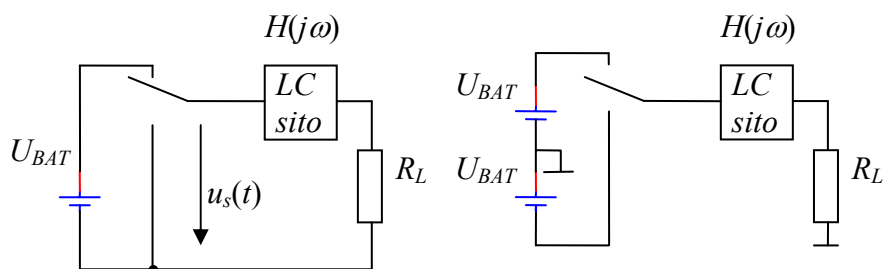 H(jω)
LC
sito
U_BAT
u_s(t)
R_L
H(jω)
LC
sito
U_BAT
U_BAT
R_L